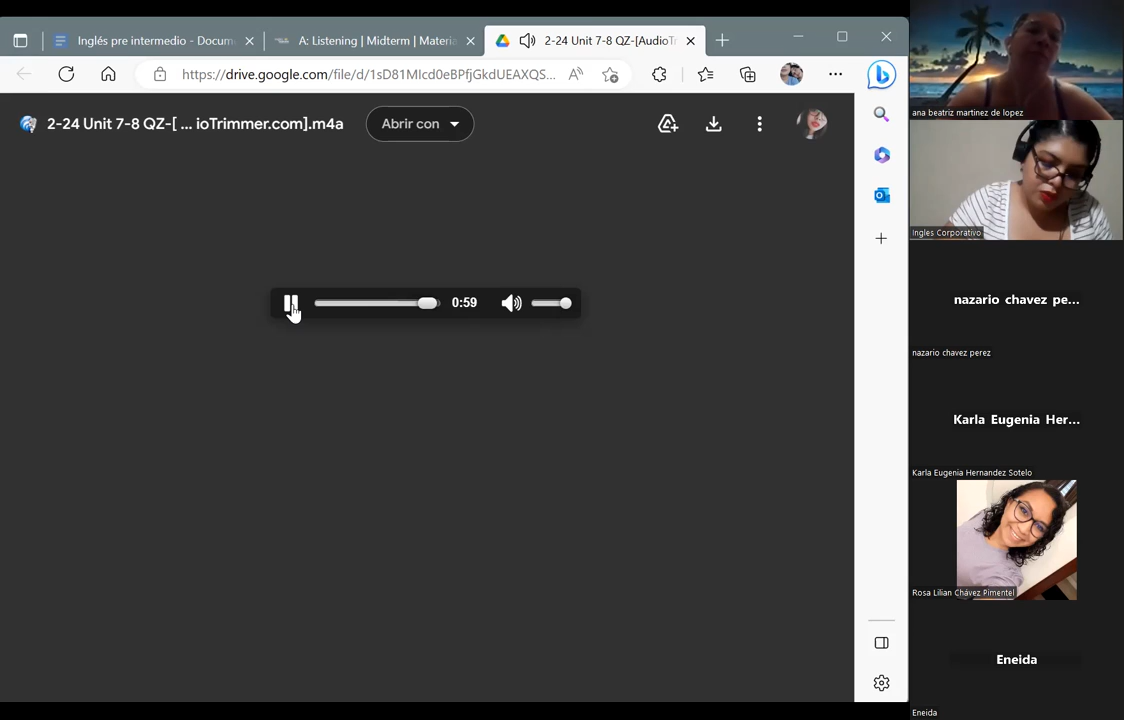 Inglés pre intermedio - Docum
A: Listening | Midterm | Materia
2-24 Unit 7-8 QZ-[AudioTr
https://drive.google.com/file/d/1sD81MIcd0eBPfjGkdUEAXQS...
2-24 Unit 7-8 QZ-[ ... ioTrimmer.com].m4a
Abrir con
0:59
ana beatriz martinez de lopez
Ingles Corporativo
nazario chavez pe...
nazario chavez perez
Karla Eugenia Her...
Karla Eugenia Hernandez Sotelo
Rosa Lilian Chávez Pimentel
Eneida
Eneida